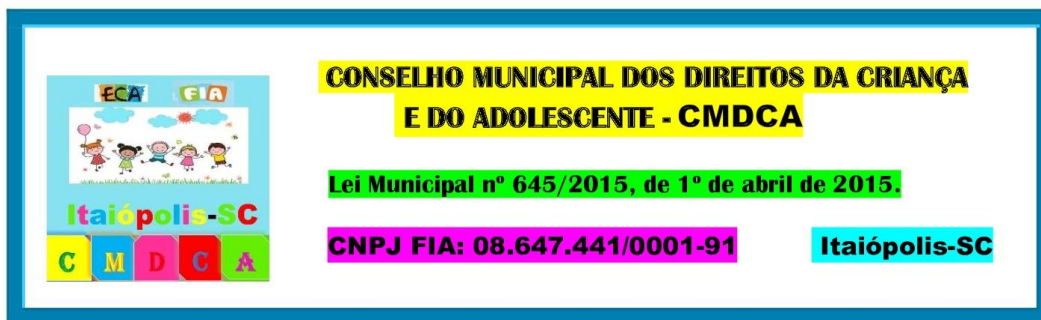 ECA FIA
Itaiópolis-SC
C M D C A
CONSELHO MUNICIPAL DOS DIREITOS DA CRIANÇA
E DO ADOLESCENTE - CMDCA
Lei Municipal nº 645/2015, de 1º de abril de 2015.
CNPJ FIA: 08.647.441/0001-91 Itaiópolis-SC